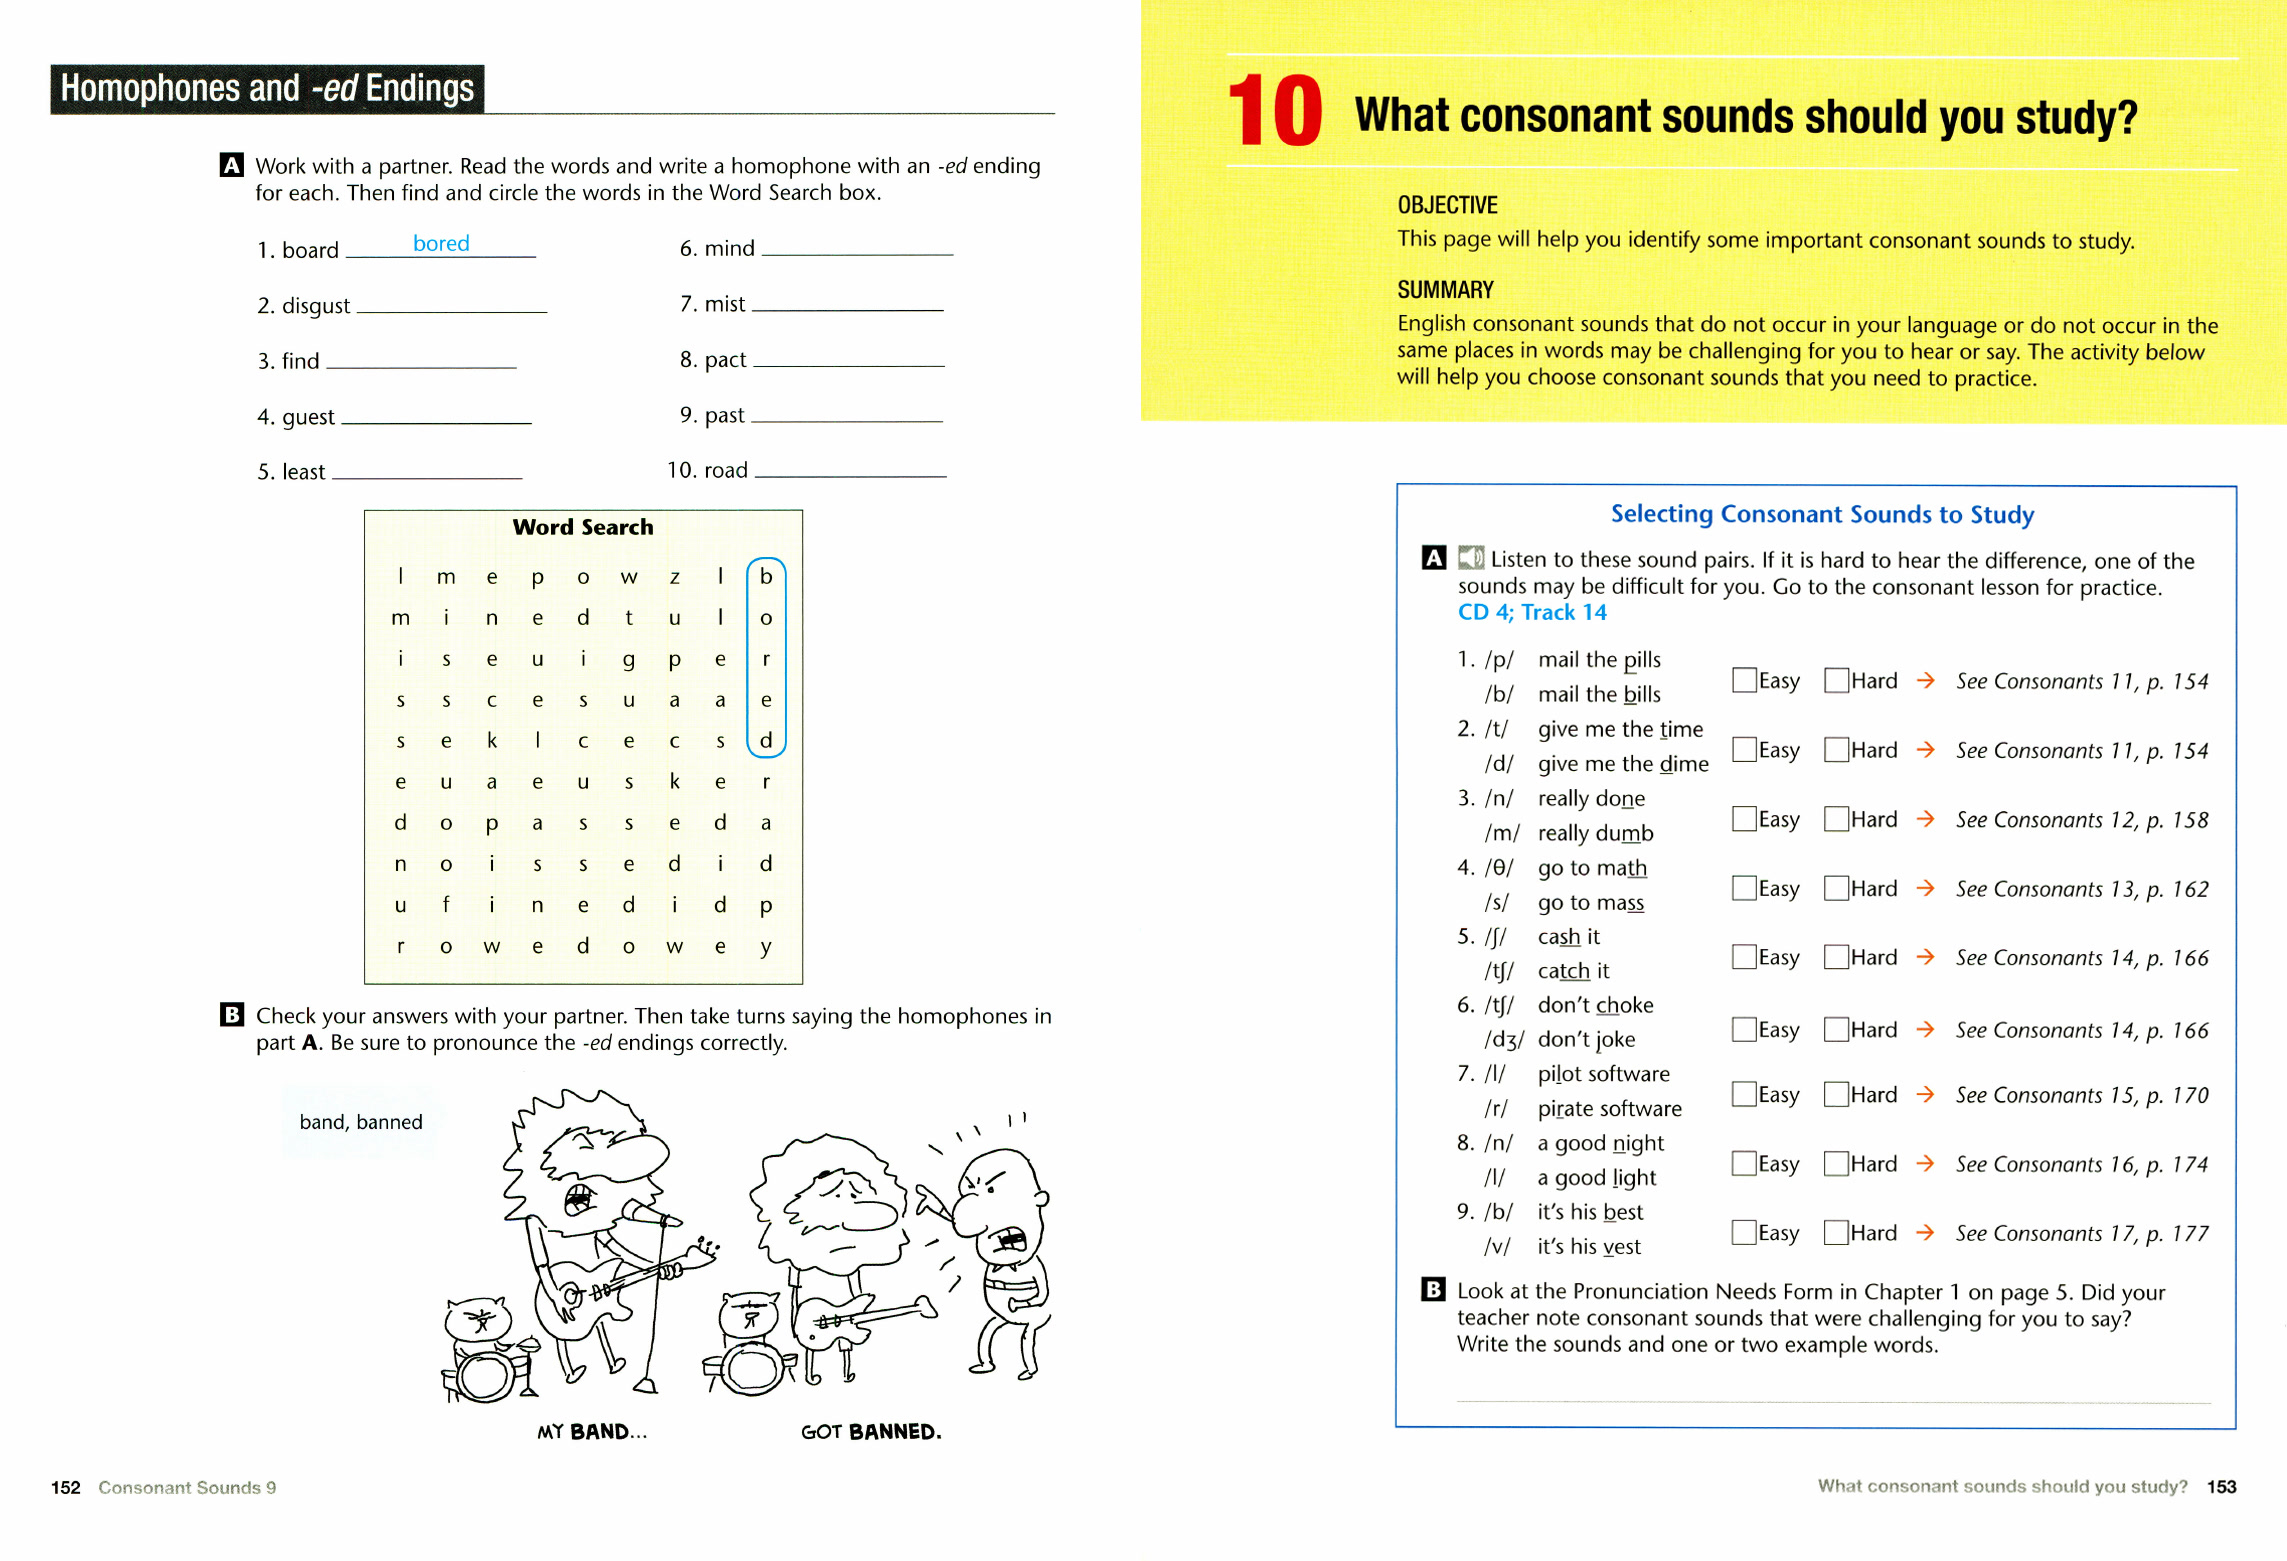 Homophones and -ed Endings
A Work with a partner. Read the words and write a homophone with an -ed ending
for each. Then find and circle the words in the Word Search box.
1. board bored
2. disgust
3. find
4. guest
5. least
6. mind
7. mist
8. pact
9. past
10. road
Word Search
l m e p o w z l b
m i n e d t u l o
i s e u i g p e r
s s c e s u a a e
s e k l c e c s d
e u a e u s k e r
d o p a s s e d a
n o i s s e d i d
u f i n e d i d p
r o w e d o w e y
B Check your answers with your partner. Then take turns saying the homophones in
part A. Be sure to pronounce the -ed endings correctly.
band, banned
MY BAND...
GOT BANNED.
152 Consonant Sounds 9
10 What consonant sounds should you study?
OBJECTIVE
This page will help you identify some important consonant sounds to study.
SUMMARY
English consonant sounds that do not occur in your language or do not occur in the
same places in words may be challenging for you to hear or say. The activity below
will help you choose consonant sounds that you need to practice.
Selecting Consonant Sounds to Study
A Listen to these sound pairs. If it is hard to hear the difference, one of the
sounds may be difficult for you. Go to the consonant lesson for practice.
CD 4; Track 14
1. /p/ mail the pills
/b/ mail the bills
Easy Hard → See Consonants 11, p. 154
2. /t/ give me the time
/d/ give me the dime
Easy Hard → See Consonants 11, p. 154
3. /n/ really done
/m/ really dumb
Easy Hard → See Consonants 12, p. 158
4. /θ/ go to math
/s/ go to mass
Easy Hard → See Consonants 13, p. 162
5. /ʃ/ cash it
/tʃ/ catch it
Easy Hard → See Consonants 14, p. 166
6. /tʃ/ don't choke
/dʒ/ don't joke
Easy Hard → See Consonants 14, p. 166
7. /l/ pilot software
/r/ pirate software
Easy Hard → See Consonants 15, p. 170
8. /n/ a good night
/l/ a good light
Easy Hard → See Consonants 16, p. 174
9. /b/ it's his best
/v/ it's his vest
Easy Hard → See Consonants 17, p. 177
B Look at the Pronunciation Needs Form in Chapter 1 on page 5. Did your
teacher note consonant sounds that were challenging for you to say?
Write the sounds and one or two example words.
What consonant sounds should you study? 153